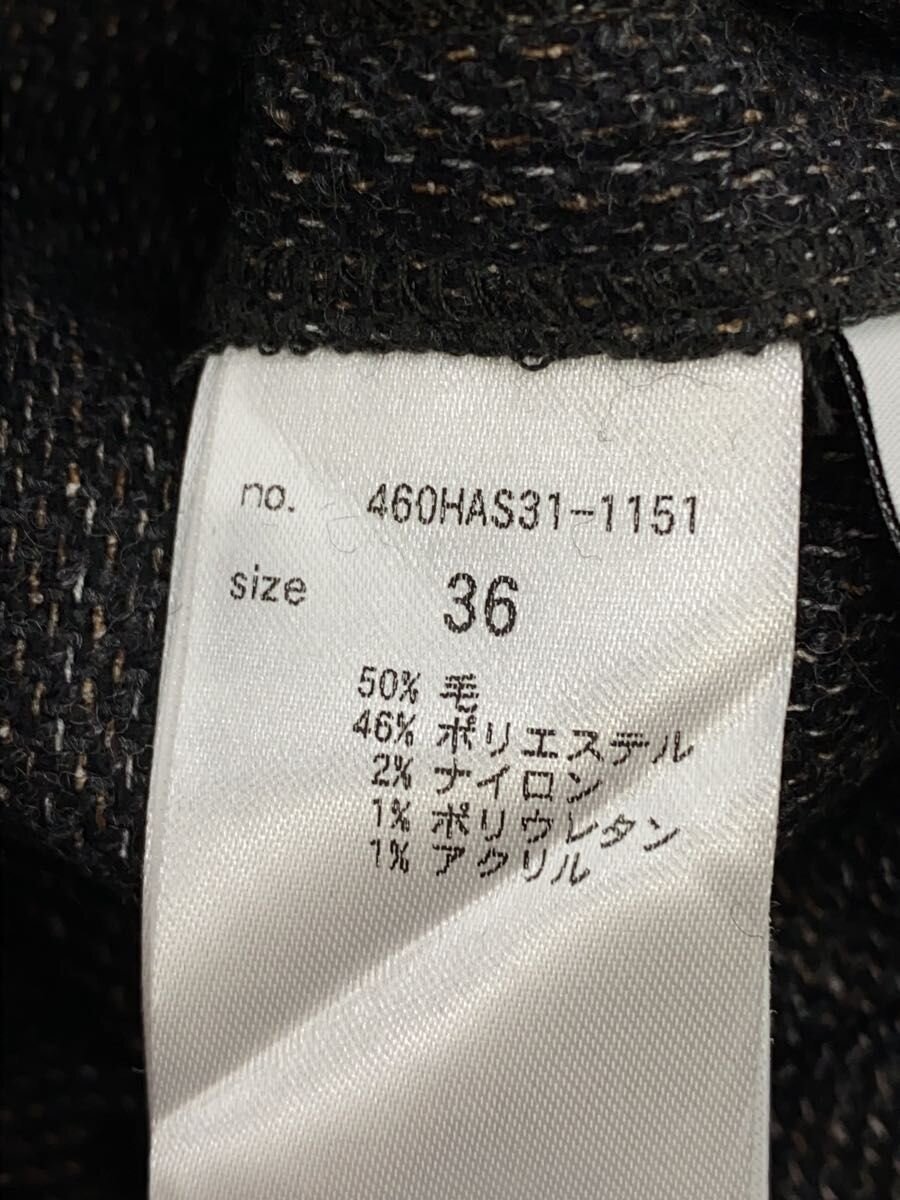 no. 460HAS31-1151
size 36
50% 毛
46% ポリエステル
2% ナイロン
1% ポリウレタン
1% アクリル